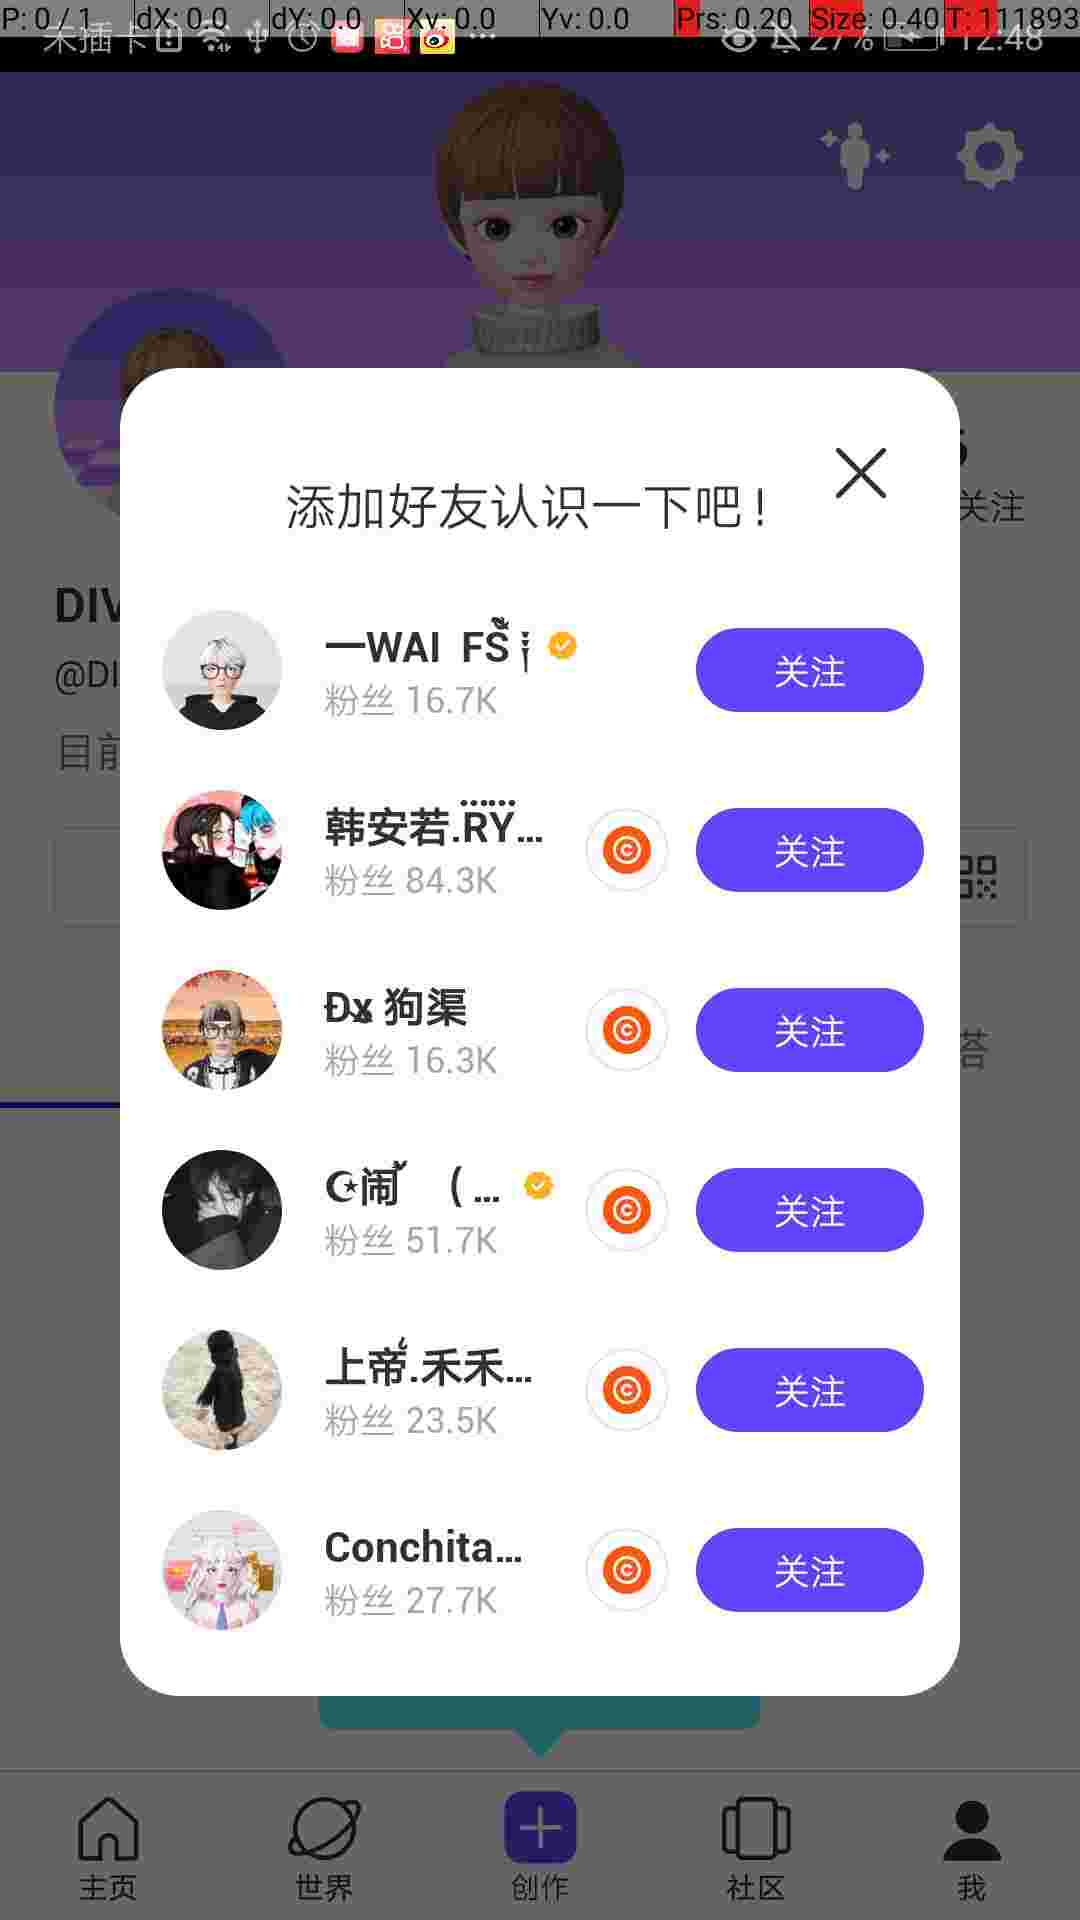 P: 0 / 1 dX: 0.0 dY: 0.0 Xv: 0.0 Yv: 0.0 Prs: 0.20 Size: 0.40 T: 111893
未插卡 27% 12:48
添加好友认识一下吧!
关注
DIV
@DI
目前
一WAI FS
粉丝 16.7K
关注
韩安若.RY...
粉丝 84.3K
关注
Ðx 狗渠
粉丝 16.3K
关注
答
☪闹 ( ...
粉丝 51.7K
关注
上帝.禾禾...
粉丝 23.5K
关注
Conchita...
粉丝 27.7K
关注
主页 世界 创作 社区 我